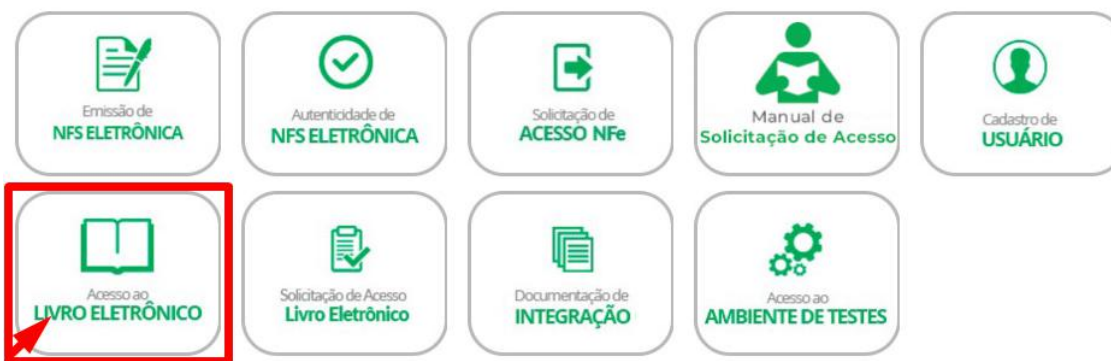 Emissão de
NFS ELETRÔNICA
Autenticidade de
NFS ELETRÔNICA
Solicitação de
ACESSO NFe
Manual de
Solicitação de Acesso
Cadastro de
USUÁRIO
Acesso ao
LIVRO ELETRÔNICO
Solicitação de Acesso
Livro Eletrônico
Documentação de
INTEGRAÇÃO
Acesso ao
AMBIENTE DE TESTES